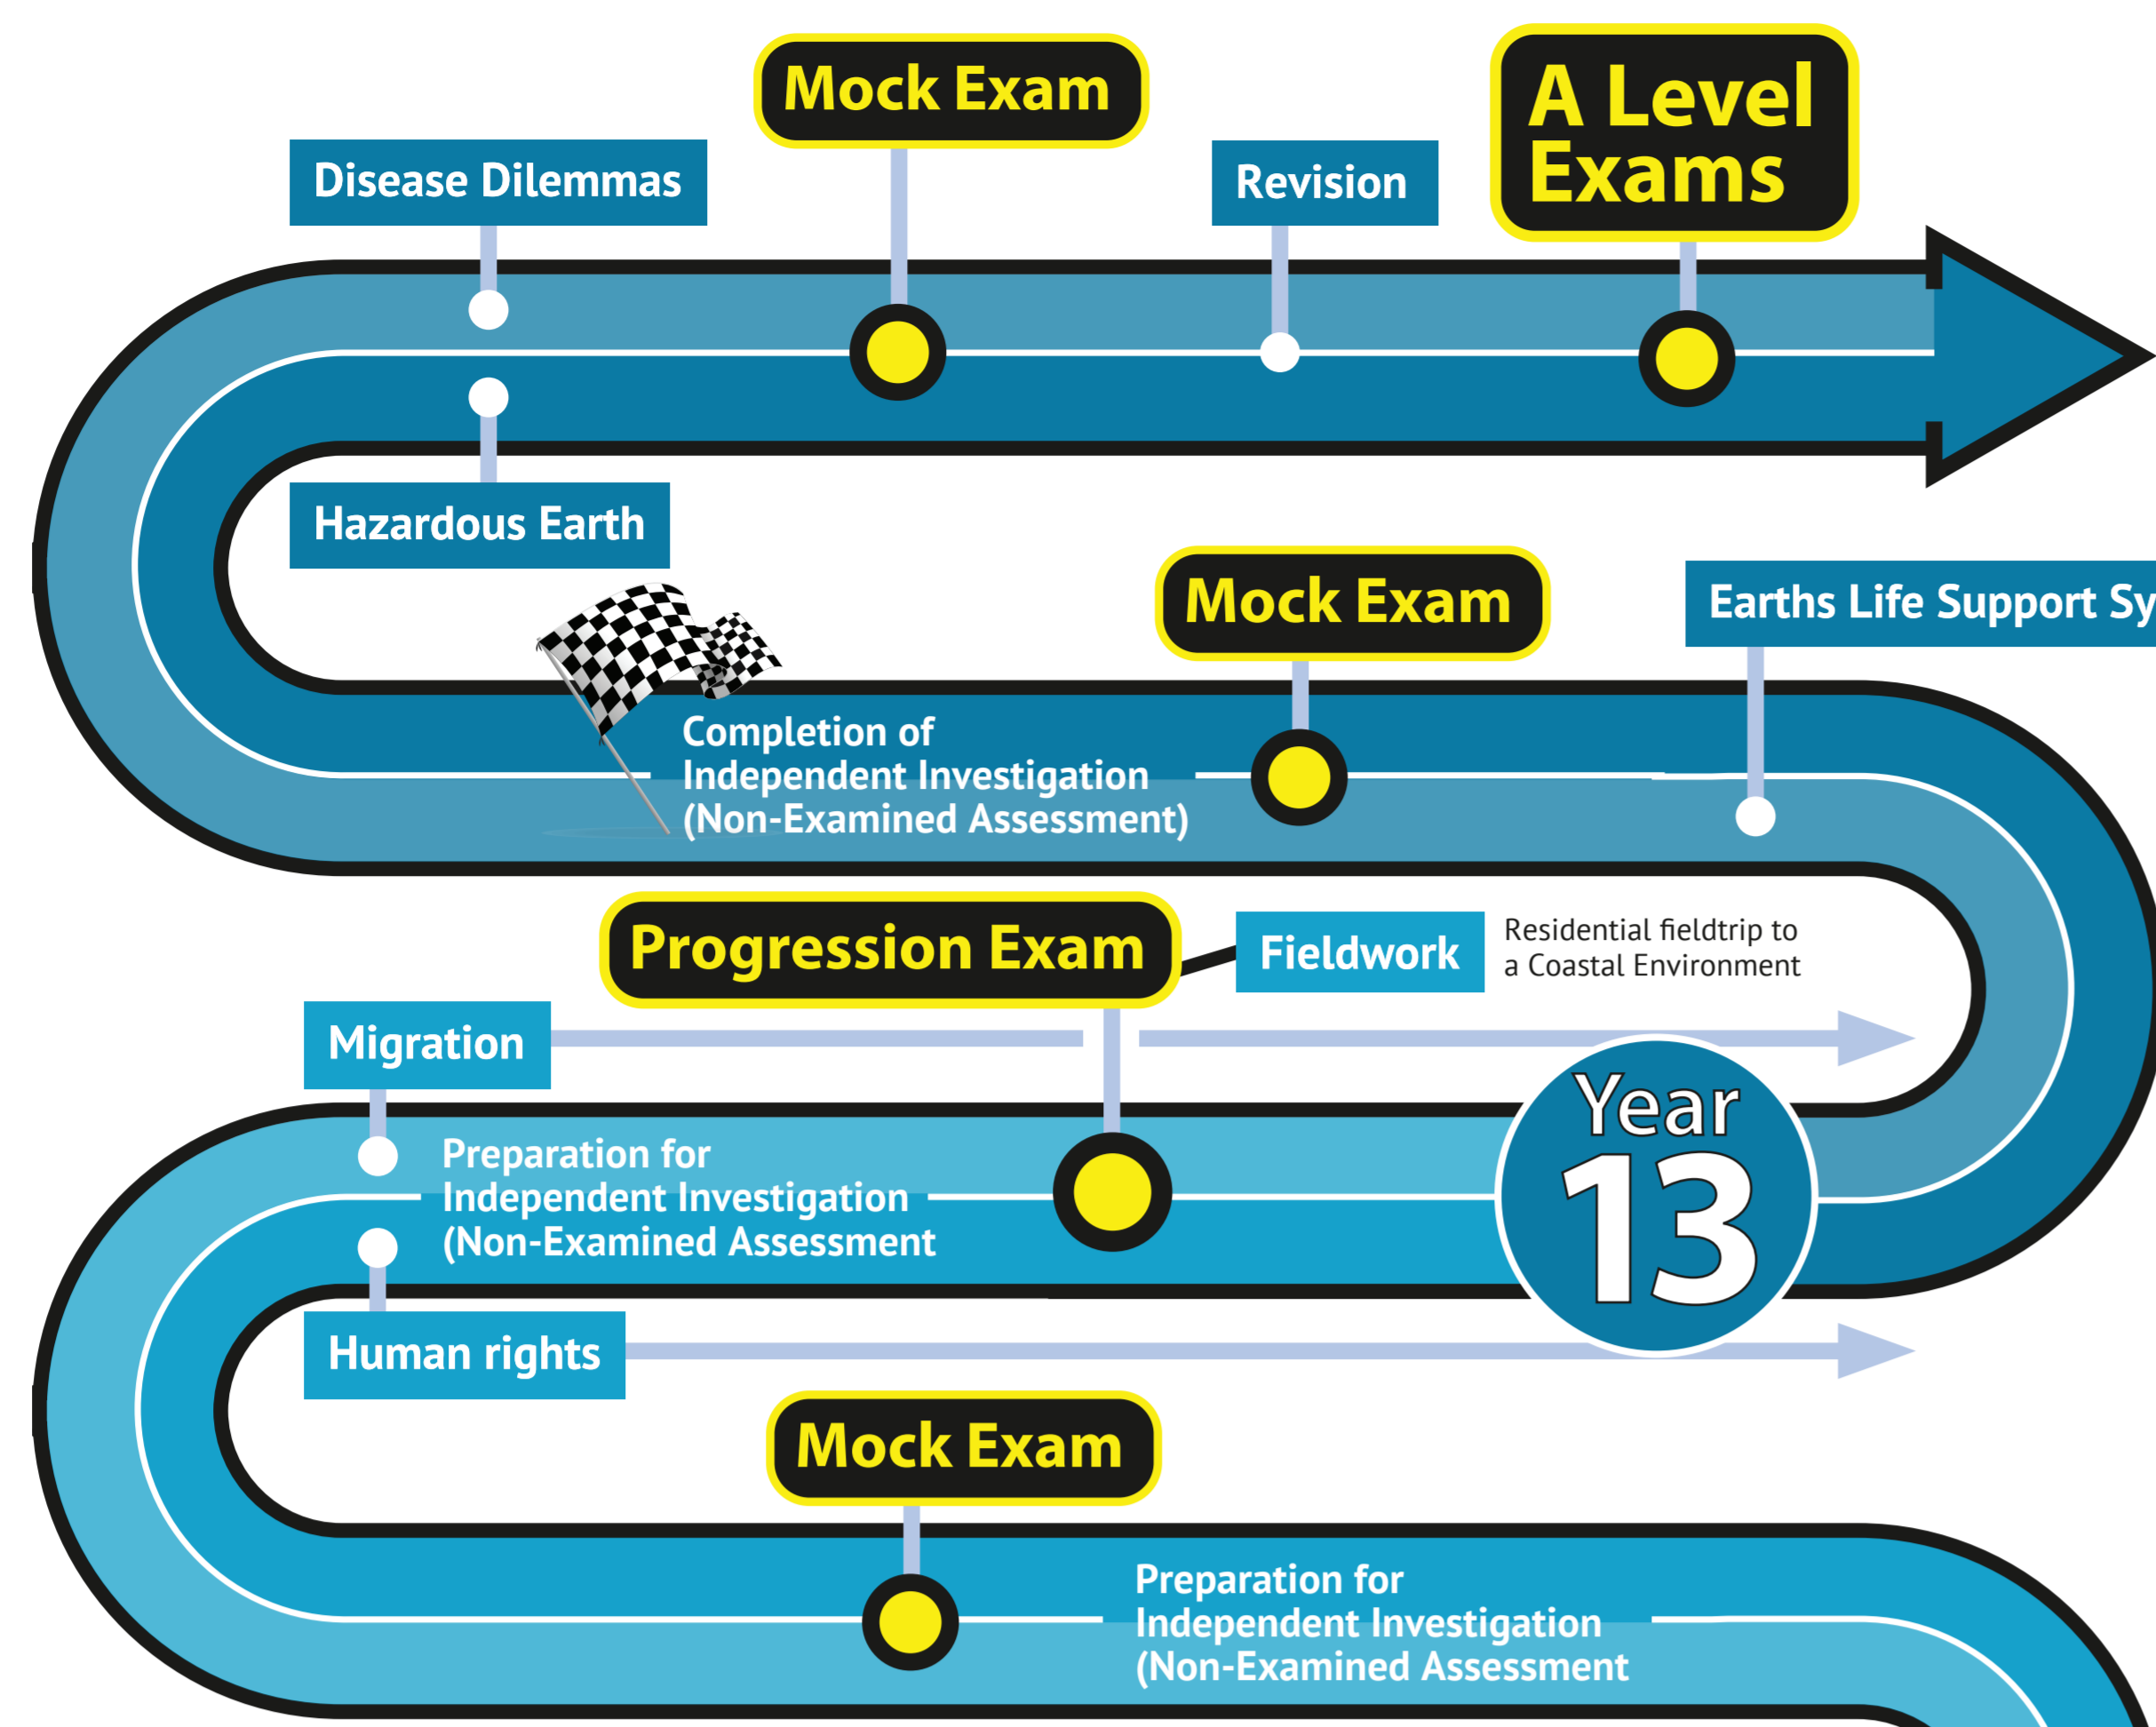 Mock Exam
A Level
Exams
Disease Dilemmas
Revision
Hazardous Earth
Mock Exam
Earths Life Support
Completion of
Independent Investigation
(Non-Examined Assessment)
Progression Exam
Fieldwork
Residential fieldtrip to
a Coastal Environment
Migration
Year
13
Preparation for
Independent Investigation
(Non-Examined Assessment
Human rights
Mock Exam
Preparation for
Independent Investigation
(Non-Examined Assessment